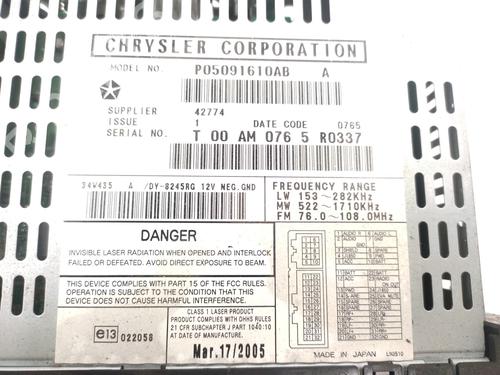 CHRYSLER CORPORATION
MODEL NO. P05091610AB A
SUPPLIER 42774
ISSUE 1 DATE CODE 0765
SERIAL NO. T 00 AM 076 5 R0337
34W435 A /DY-8245RG 12V NEG.GND
FREQUENCY RANGE
LW 153~282KHz
MW 522~1710KHz
FM 76.0~108.0MHz
DANGER
INVISIBLE LASER RADIATION WHEN OPENED AND INTERLOCK
FAILED OR DEFEATED. AVOID DIRECT EXPOSURE TO BEAM.
THIS DEVICE COMPLIES WITH PART 15 OF THE FCC RULES.
OPERATION IS SUBJECT TO THE CONDITION THAT THIS
DEVICE DOES NOT CAUSE HARMFUL INTERFERENCE.
e13 022058
CLASS 1 LASER PRODUCT
PRODUCT COMPLIES WITH DHHS RULES
21 CFR SUBCHAPTER J PART 1040:10
AT DATE OF MANUFACTURE.
Mar.17/2005
MADE IN JAPAN